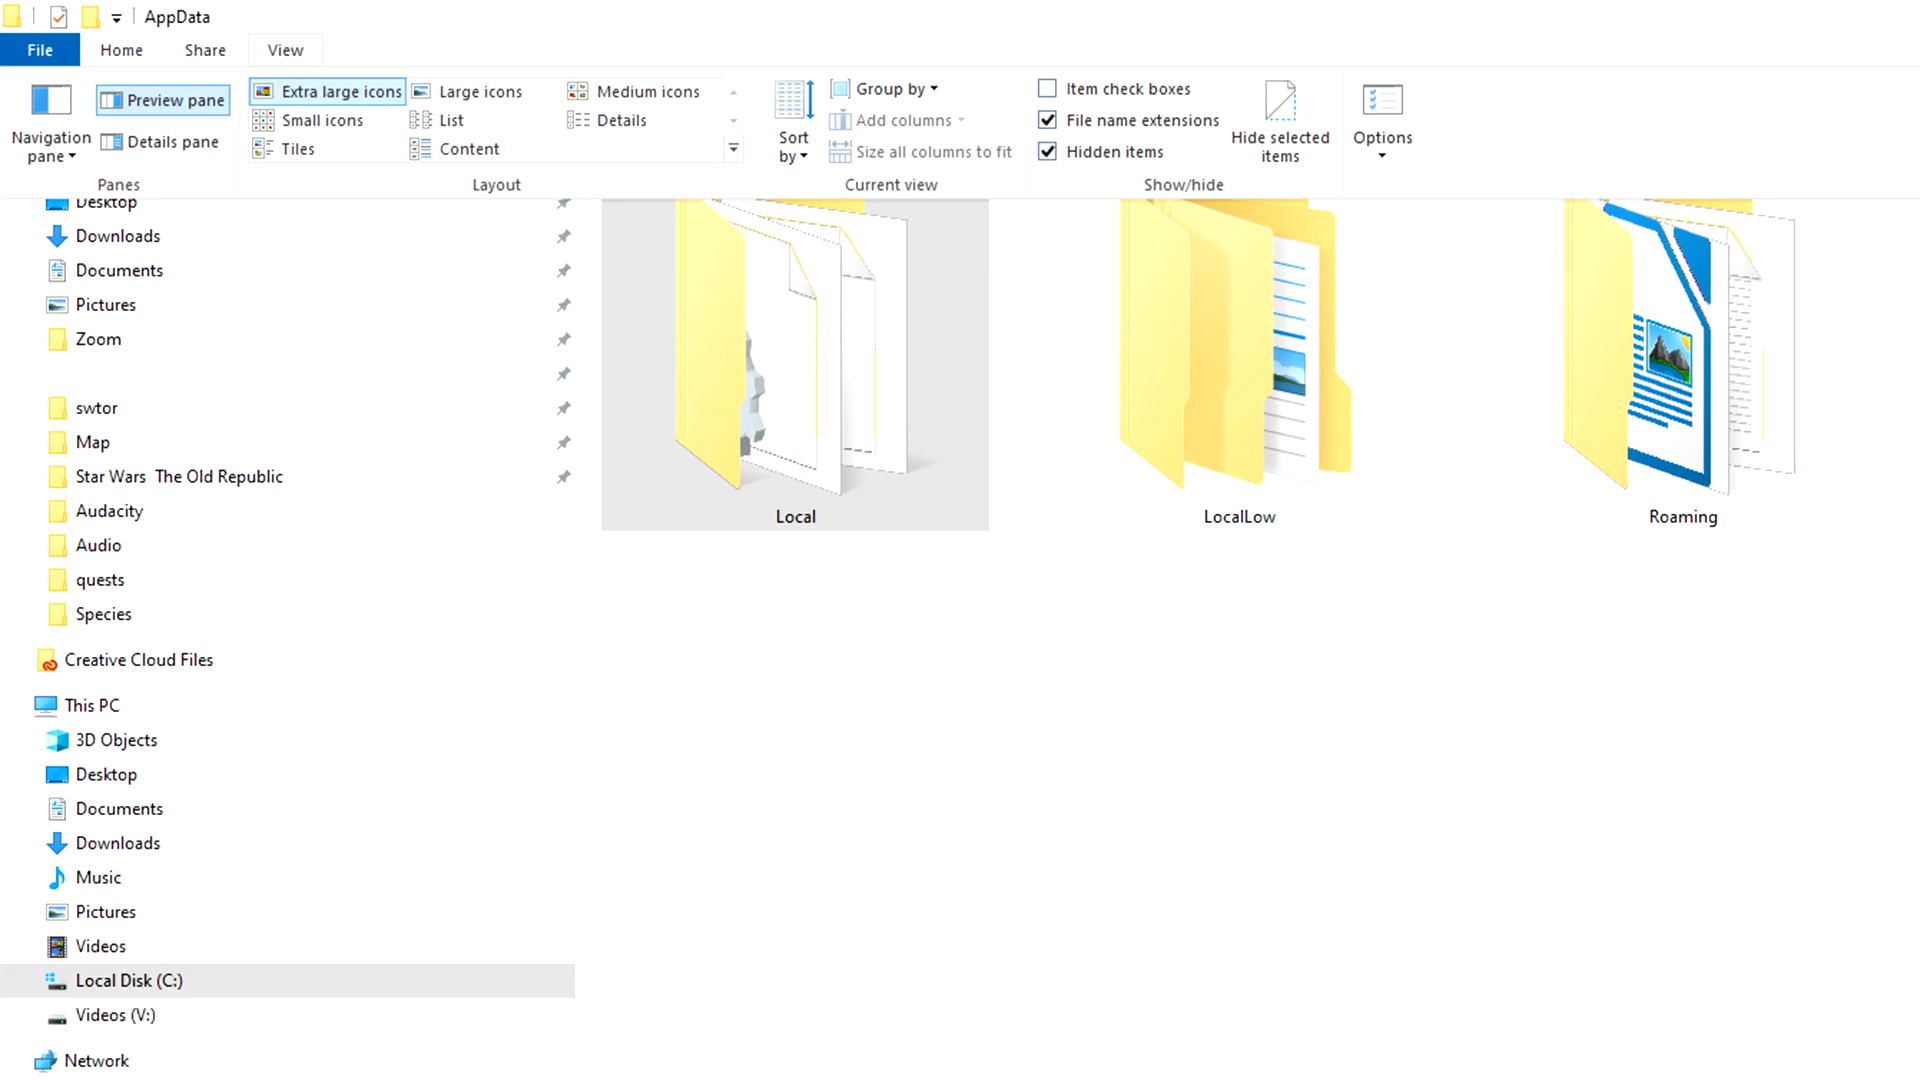 AppData
File Home Share View
Navigation pane
Preview pane
Details pane
Panes
Extra large icons Large icons Medium icons
Small icons List Details
Tiles Content
Layout
Sort by
Group by
Add columns
Size all columns to fit
Current view
Item check boxes
File name extensions
Hidden items
Hide selected items
Show/hide
Options
Desktop
Downloads
Documents
Pictures
Zoom
swtor
Map
Star Wars  The Old Republic
Audacity
Audio
quests
Species
Creative Cloud Files
This PC
3D Objects
Desktop
Documents
Downloads
Music
Pictures
Videos
Local Disk (C:)
Videos (V:)
Network
Local
LocalLow
Roaming